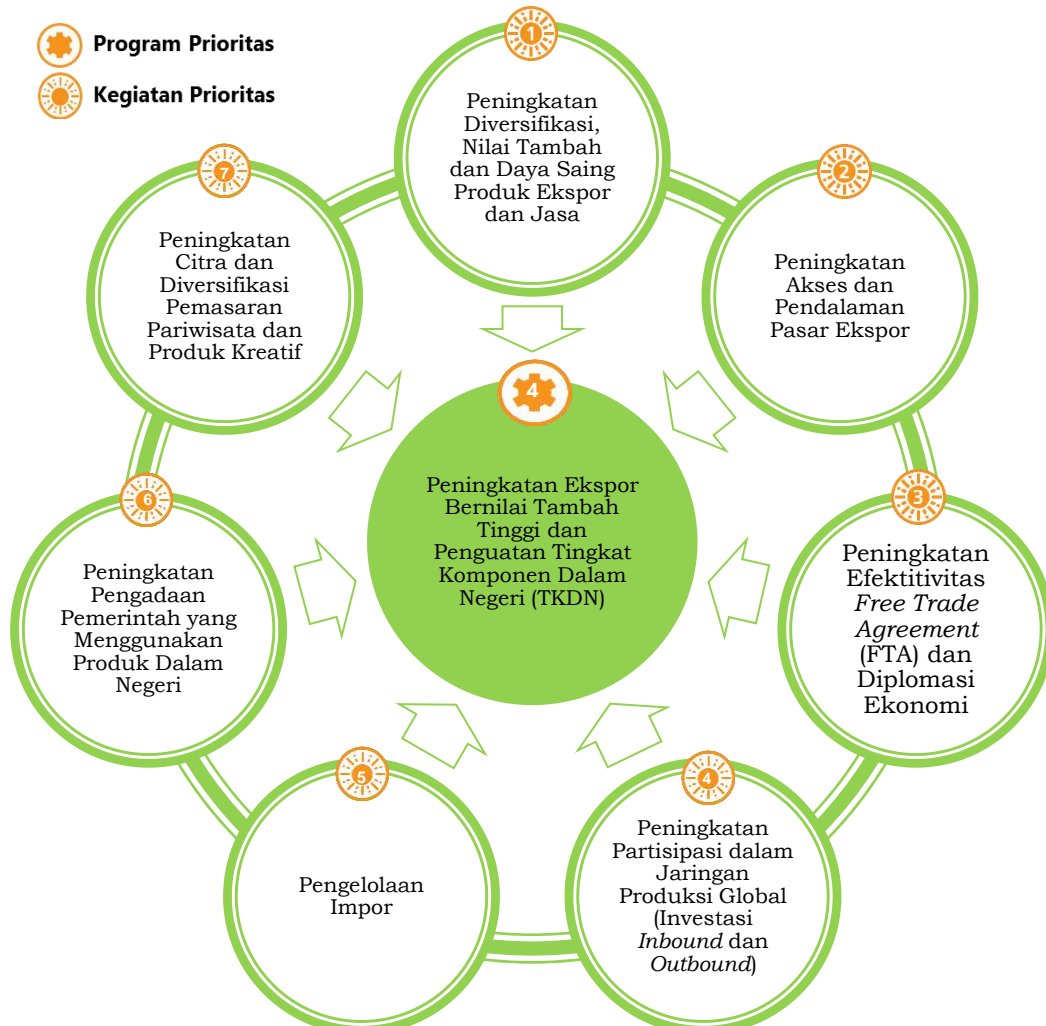 Program Prioritas
Kegiatan Prioritas
1
Peningkatan
Diversifikasi,
Nilai Tambah
dan Daya Saing
Produk Ekspor
dan Jasa
2
Peningkatan
Akses dan
Pendalaman
Pasar Ekspor
3
Peningkatan
Efektitivitas
Free Trade
Agreement
(FTA) dan
Diplomasi
Ekonomi
4
Peningkatan
Partisipasi dalam
Jaringan
Produksi Global
(Investasi
Inbound dan
Outbound)
5
Pengelolaan
Impor
6
Peningkatan
Pengadaan
Pemerintah yang
Menggunakan
Produk Dalam
Negeri
7
Peningkatan
Citra dan
Diversifikasi
Pemasaran
Pariwisata dan
Produk Kreatif
4
Peningkatan Ekspor
Bernilai Tambah
Tinggi dan
Penguatan Tingkat
Komponen Dalam
Negeri (TKDN)